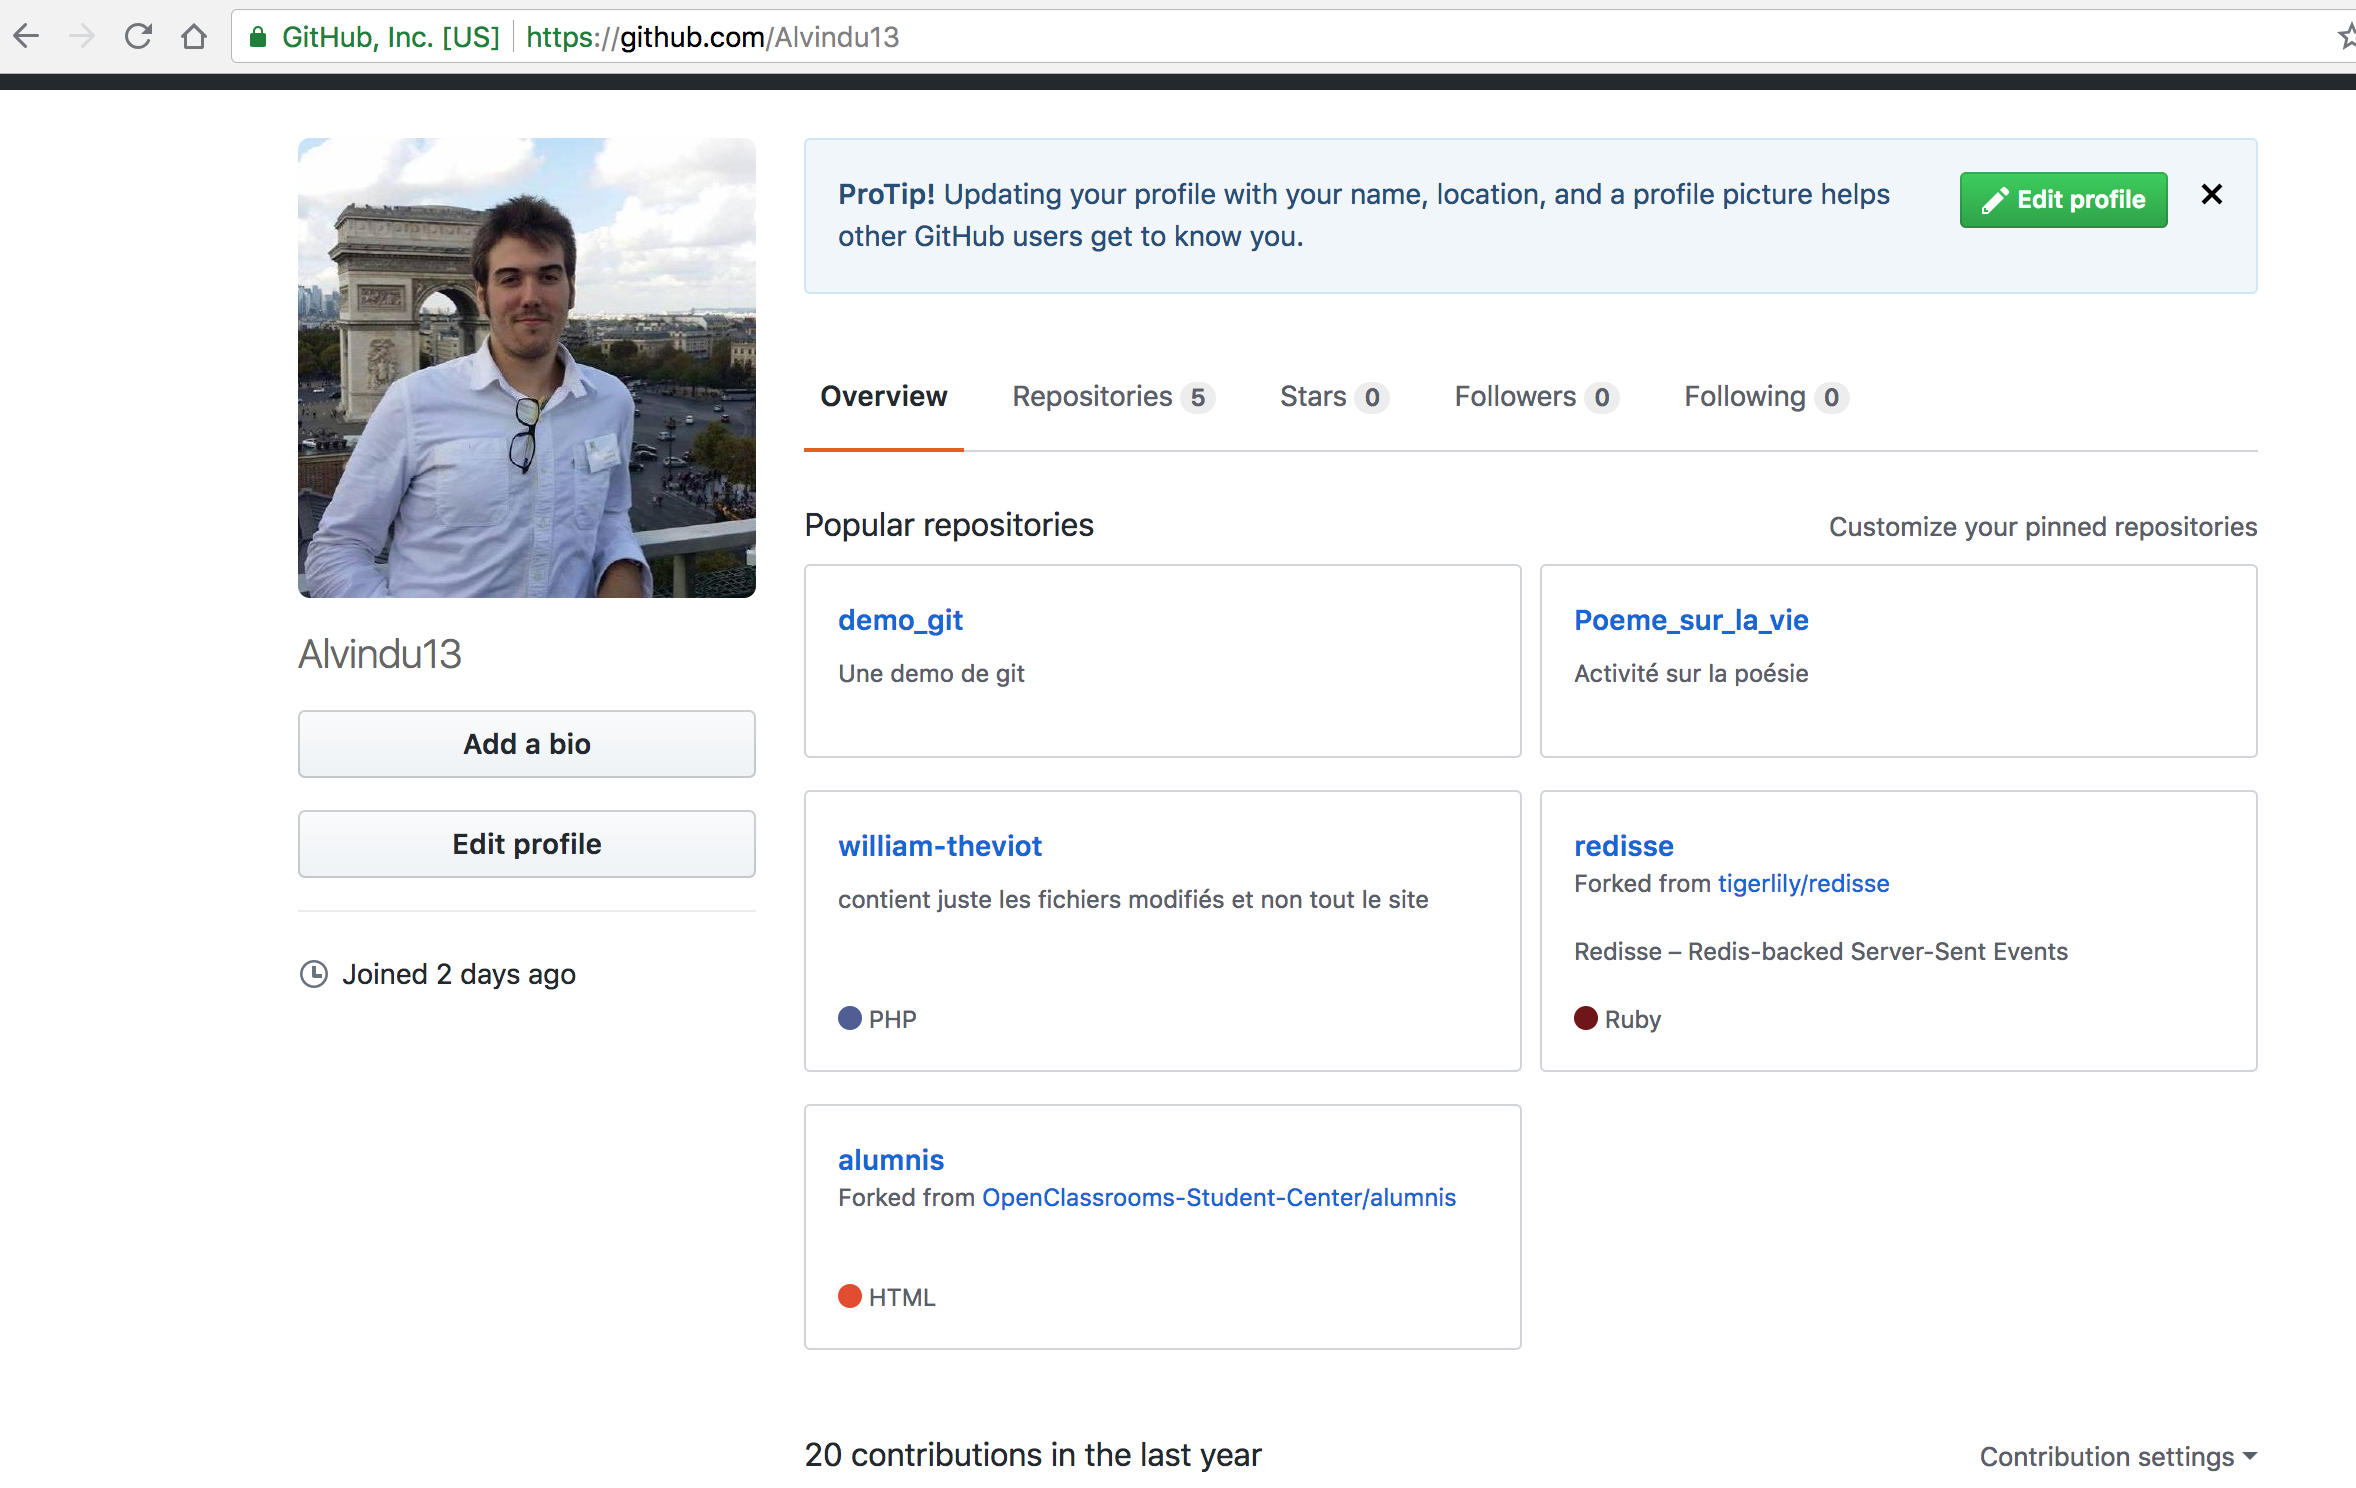 GitHub, Inc. [US] https://github.com/Alvindu13
ProTip! Updating your profile with your name, location, and a profile picture helps
other GitHub users get to know you.
Edit profile
Alvindu13
Add a bio
Edit profile
Joined 2 days ago
Overview Repositories 5 Stars 0 Followers 0 Following 0
Popular repositories
Customize your pinned repositories
demo_git
Une demo de git
Poeme_sur_la_vie
Activité sur la poésie
william-theviot
contient juste les fichiers modifiés et non tout le site
PHP
redisse
Forked from tigerlily/redisse
Redisse – Redis-backed Server-Sent Events
Ruby
alumnis
Forked from OpenClassrooms-Student-Center/alumnis
HTML
20 contributions in the last year
Contribution settings